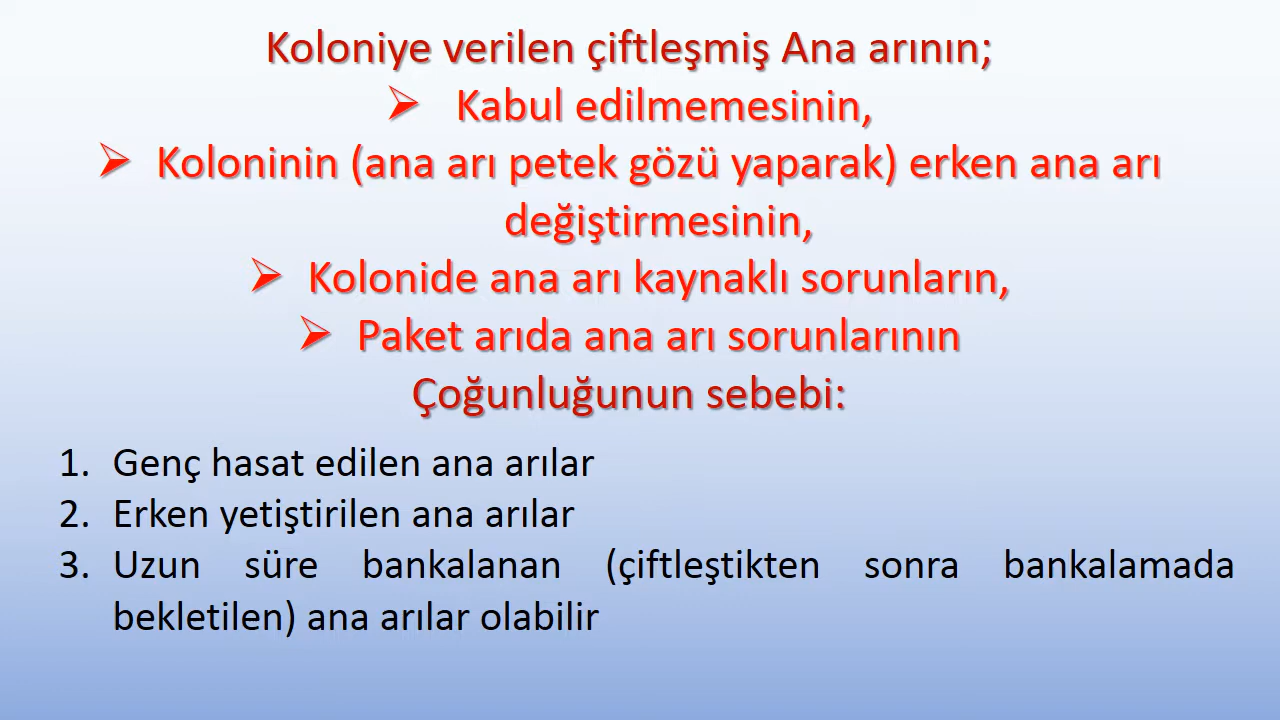 Koloniye verilen çiftleşmiş Ana arının;
➢ Kabul edilmemesinin,
➢ Koloninin (ana arı petek gözü yaparak) erken ana arı
değiştirmesinin,
➢ Kolonide ana arı kaynaklı sorunların,
➢ Paket arıda ana arı sorunlarının
Çoğunluğunun sebebi:
1. Genç hasat edilen ana arılar
2. Erken yetiştirilen ana arılar
3. Uzun süre bankalanan (çiftleştikten sonra bankalamada
bekletilen) ana arılar olabilir